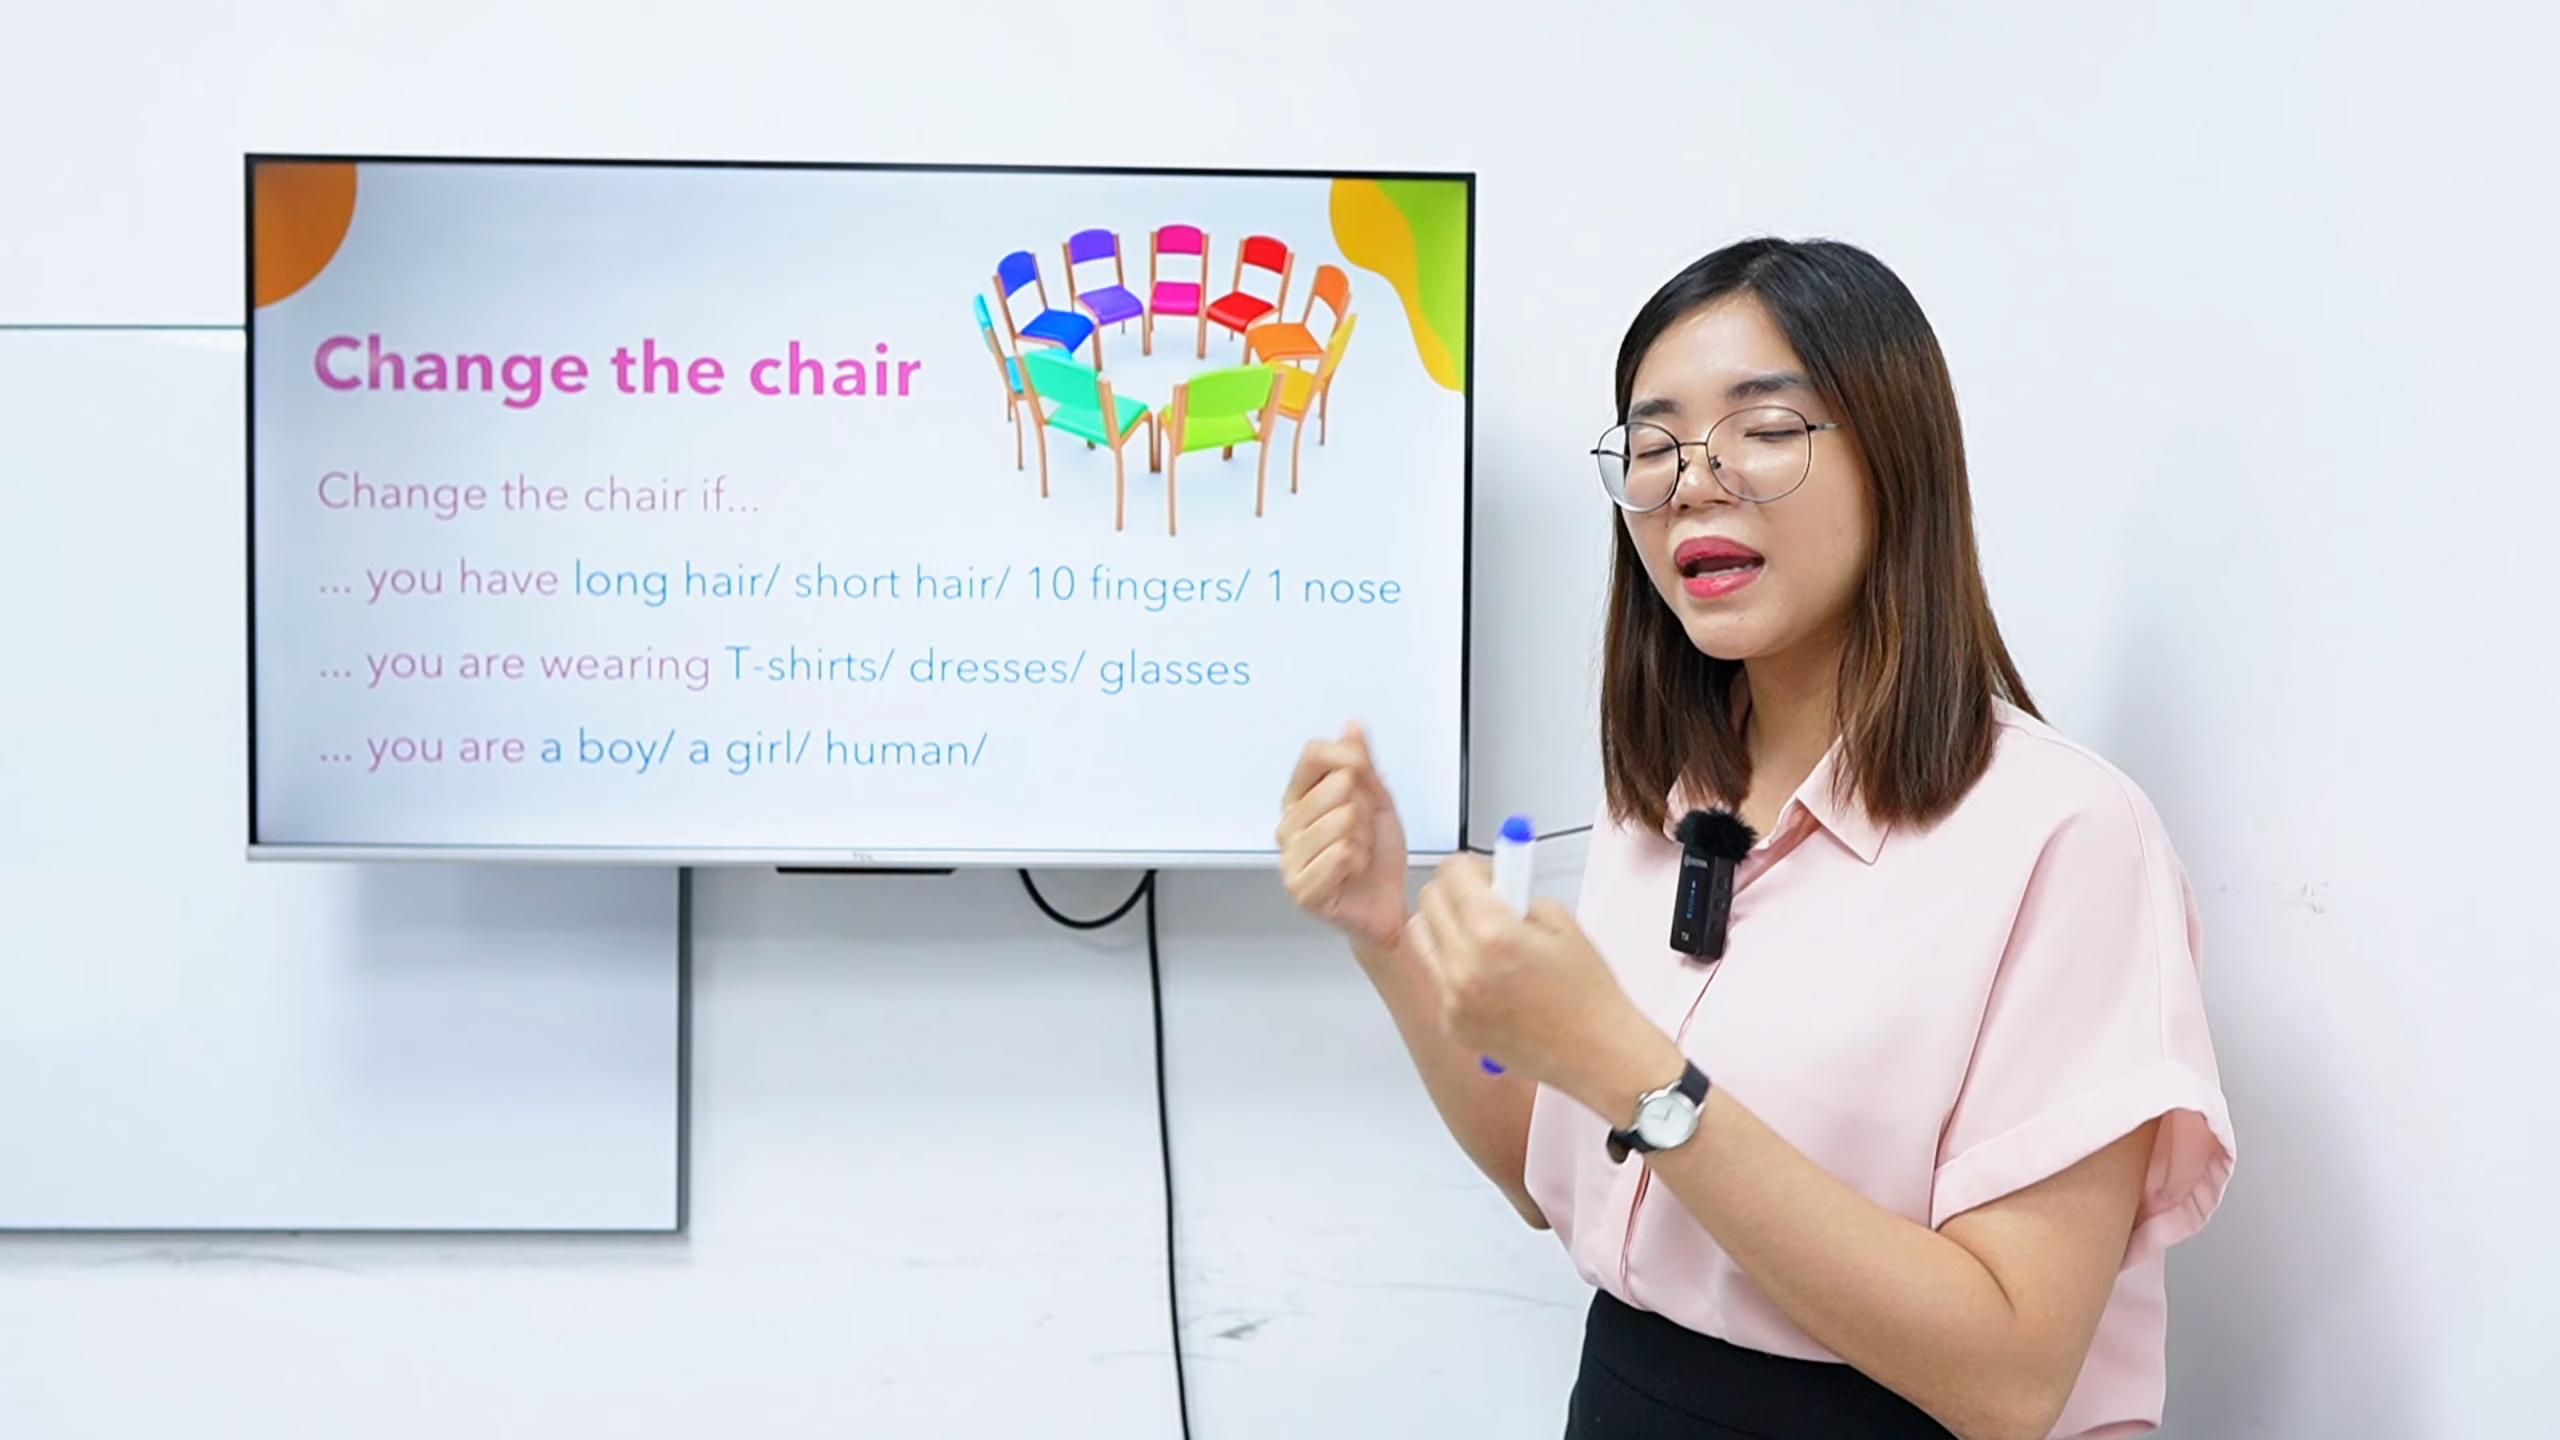 Change the chair
Change the chair if...
... you have long hair/ short hair/ 10 fingers/ 1 nose
... you are wearing T-shirts/ dresses/ glasses
... you are a boy/ a girl/ human/